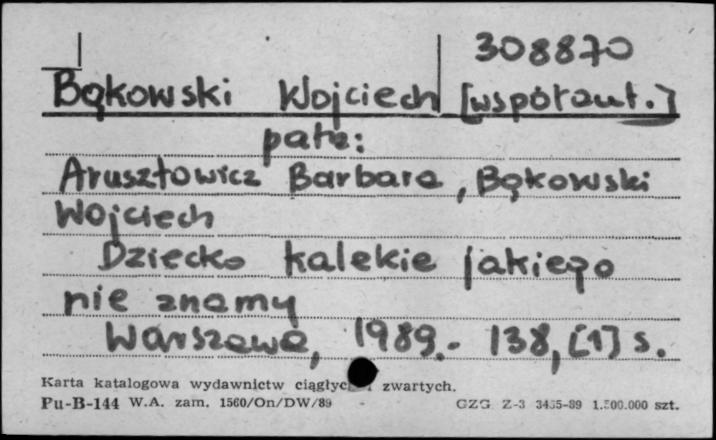 308870
Bąkowski Wojciech [współaut.]
patrz:
Arusztowicz Barbara, Bąkowski
Wojciech
Dziecko kalekie jakiego
nie znamy
Warszawa, 1989.- 138, [1] s.
Karta katalogowa wydawnictw ciągłych i zwartych.
Pu-B-144 W.A. zam. 1560/On/DW/89 GZG Z-3 3455-89 1.500.000 szt.